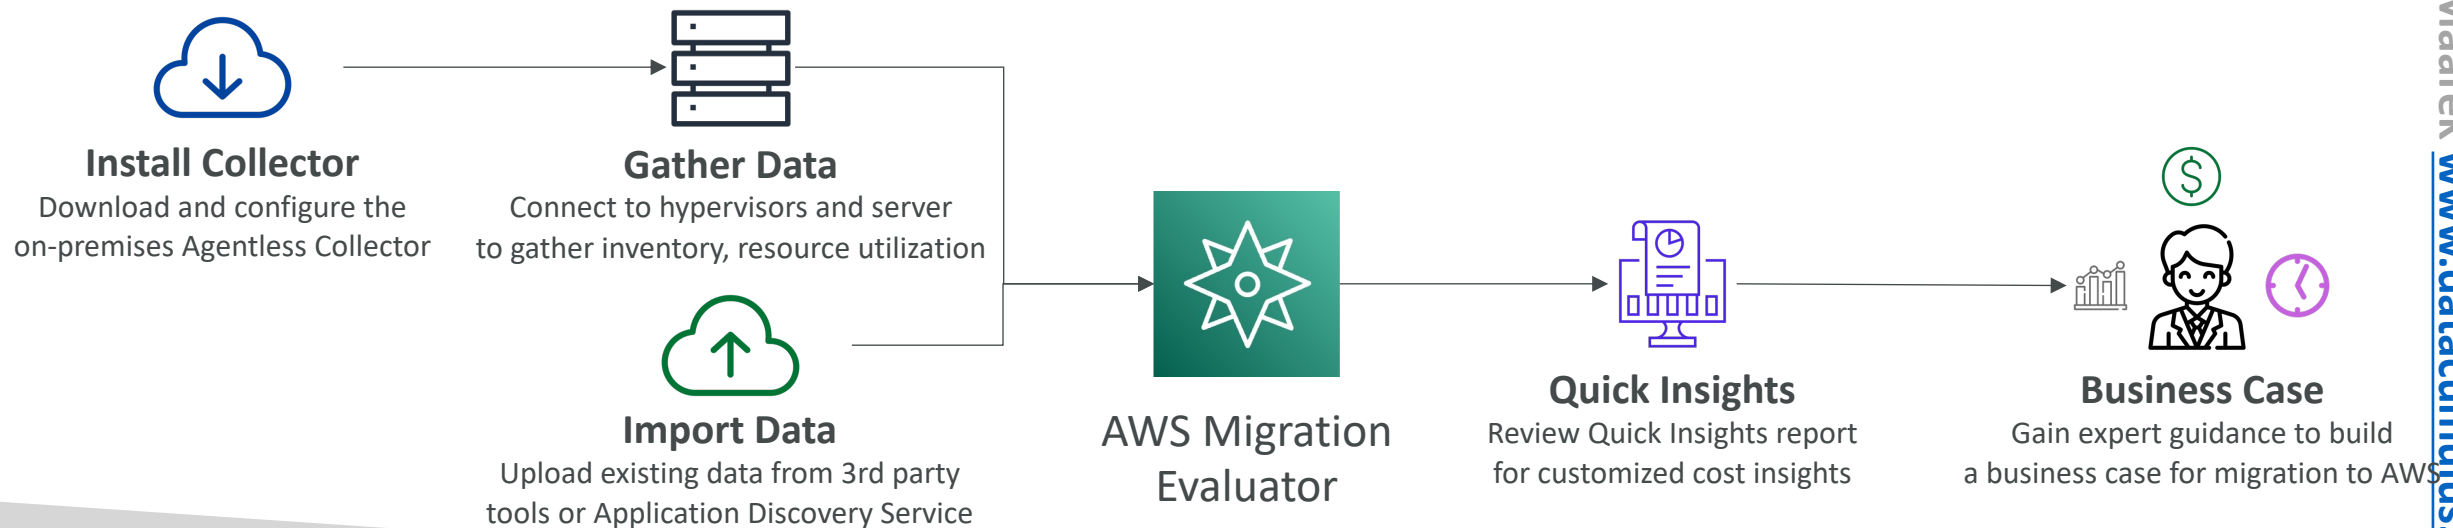 Install Collector
Download and configure the
on-premises Agentless Collector
Gather Data
Connect to hypervisors and server
to gather inventory, resource utilization
Import Data
Upload existing data from 3rd party
tools or Application Discovery Service
AWS Migration
Evaluator
Quick Insights
Review Quick Insights report
for customized cost insights
Business Case
Gain expert guidance to build
a business case for migration to AWS